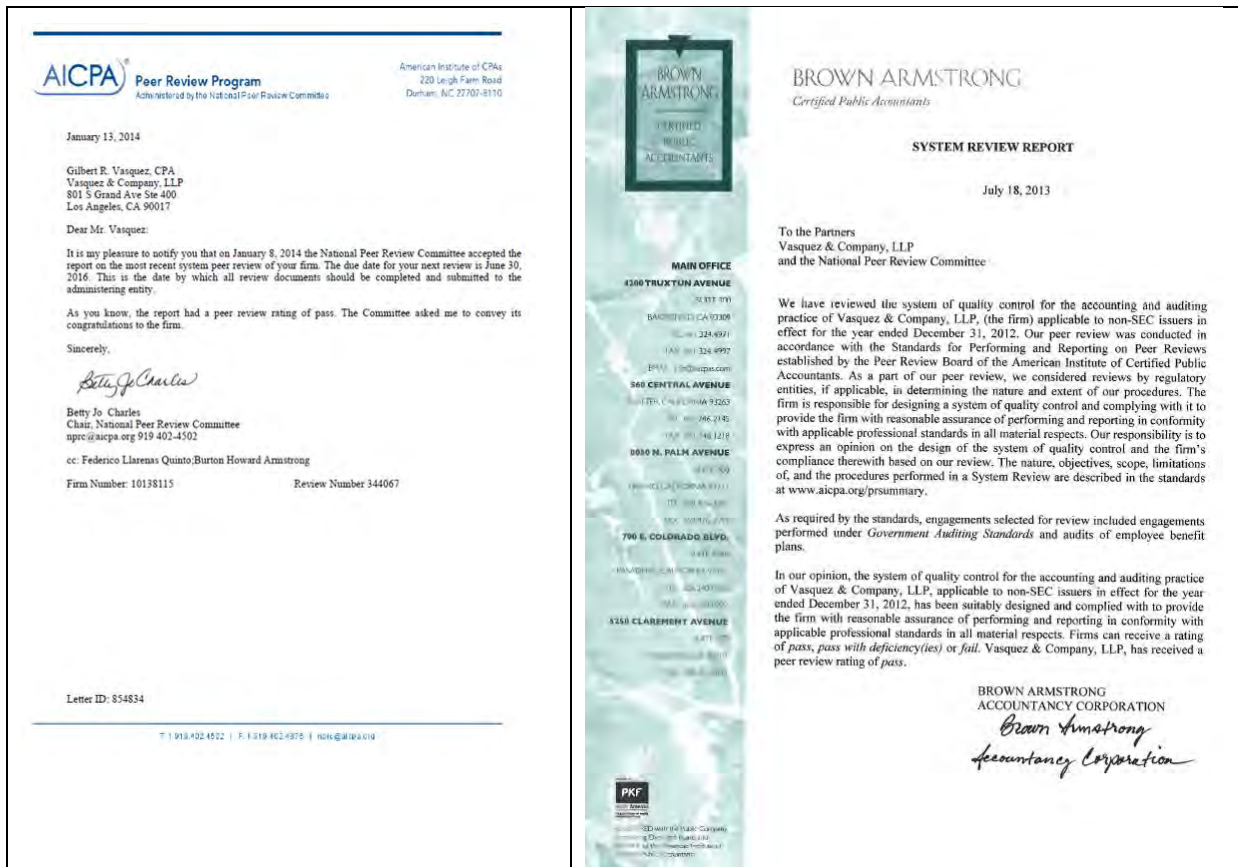 AICPA
Peer Review Program
Administered by the National Peer Review Committee
American Institute of CPAs
220 Leigh Farm Road
Durham, NC 27707-8110
January 13, 2014
Gilbert R. Vasquez, CPA
Vasquez & Company, LLP
801 S Grand Ave Ste 400
Los Angeles, CA 90017
Dear Mr. Vasquez:
It is my pleasure to notify you that on January 8, 2014 the National Peer Review Committee accepted the
report on the most recent system peer review of your firm. The due date for your next review is June 30,
2016. This is the date by which all review documents should be completed and submitted to the
administering entity.
As you know, the report had a peer review rating of pass. The Committee asked me to convey its
congratulations to the firm.
Sincerely,
Betty Jo Charles
Betty Jo Charles
Chair, National Peer Review Committee
nprc@aicpa.org 919 402-4502
cc: Federico Llarenas Quinto;Burton Howard Armstrong
Firm Number: 10138115 Review Number 344067
Letter ID: 854834
T: 1.919.402.4502 | F: 1.919.402.4876 | nprc@aicpa.org
BROWN
ARMSTRONG
CERTIFIED
PUBLIC
ACCOUNTANTS
MAIN OFFICE
4200 TRUXTUN AVENUE
560 CENTRAL AVENUE
8050 N. PALM AVENUE
790 E. COLORADO BLVD.
5250 CLAREMONT AVENUE
PKF
BROWN ARMSTRONG
Certified Public Accountants
SYSTEM REVIEW REPORT
July 18, 2013
To the Partners
Vasquez & Company, LLP
and the National Peer Review Committee
We have reviewed the system of quality control for the accounting and auditing
practice of Vasquez & Company, LLP, (the firm) applicable to non-SEC issuers in
effect for the year ended December 31, 2012. Our peer review was conducted in
accordance with the Standards for Performing and Reporting on Peer Reviews
established by the Peer Review Board of the American Institute of Certified Public
Accountants. As a part of our peer review, we considered reviews by regulatory
entities, if applicable, in determining the nature and extent of our procedures. The
firm is responsible for designing a system of quality control and complying with it to
provide the firm with reasonable assurance of performing and reporting in conformity
with applicable professional standards in all material respects. Our responsibility is to
express an opinion on the design of the system of quality control and the firm's
compliance therewith based on our review. The nature, objectives, scope, limitations
of, and the procedures performed in a System Review are described in the standards
at www.aicpa.org/prsummary.
As required by the standards, engagements selected for review included engagements
performed under Government Auditing Standards and audits of employee benefit
plans.
In our opinion, the system of quality control for the accounting and auditing practice
of Vasquez & Company, LLP, applicable to non-SEC issuers in effect for the year
ended December 31, 2012, has been suitably designed and complied with to provide
the firm with reasonable assurance of performing and reporting in conformity with
applicable professional standards in all material respects. Firms can receive a rating
of pass, pass with deficiency(ies) or fail. Vasquez & Company, LLP, has received a
peer review rating of pass.
BROWN ARMSTRONG
ACCOUNTANCY CORPORATION
Brown Armstrong
Accountancy Corporation